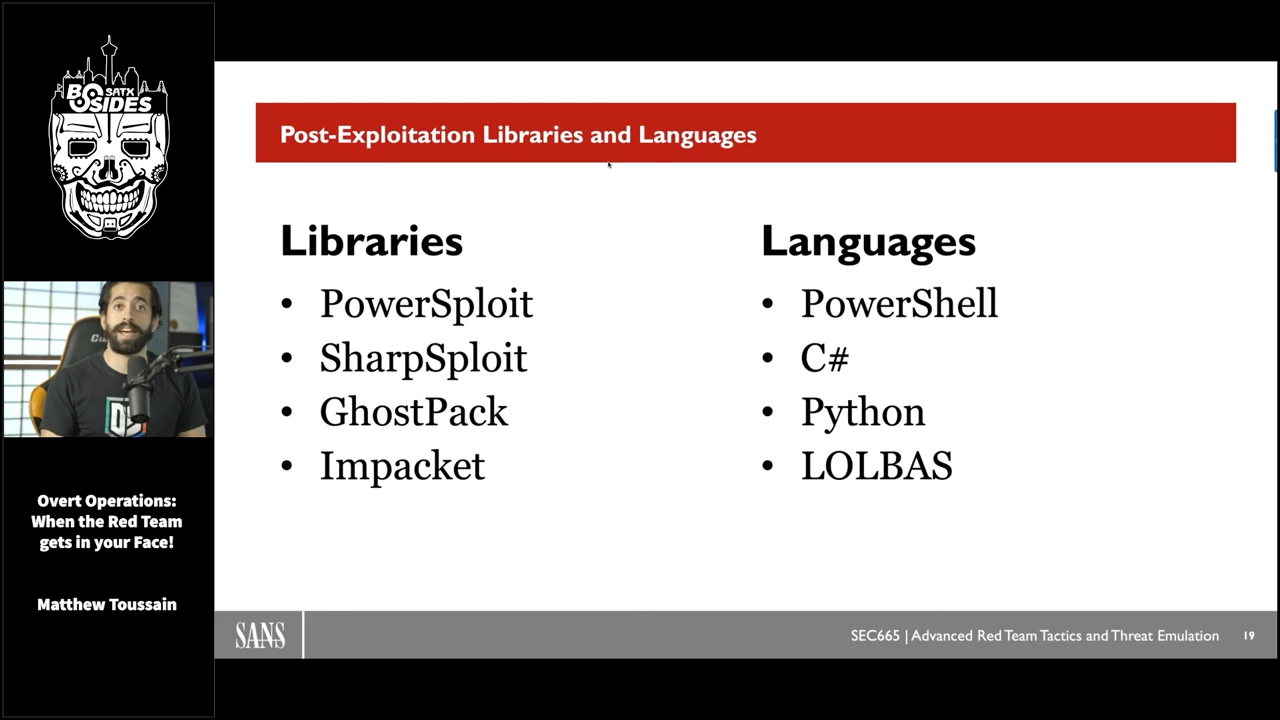 BSIDES
SATX
Post-Exploitation Libraries and Languages
Libraries
• PowerSploit
• SharpSploit
• GhostPack
• Impacket
Languages
• PowerShell
• C#
• Python
• LOLBAS
Overt Operations:
When the Red Team
gets in your Face!
Matthew Toussain
SANS
SEC665 | Advanced Red Team Tactics and Threat Emulation
19